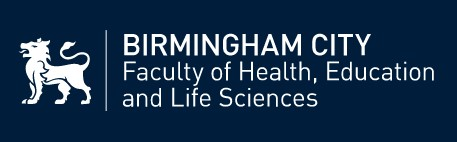 BIRMINGHAM CITY
Faculty of Health, Education
and Life Sciences